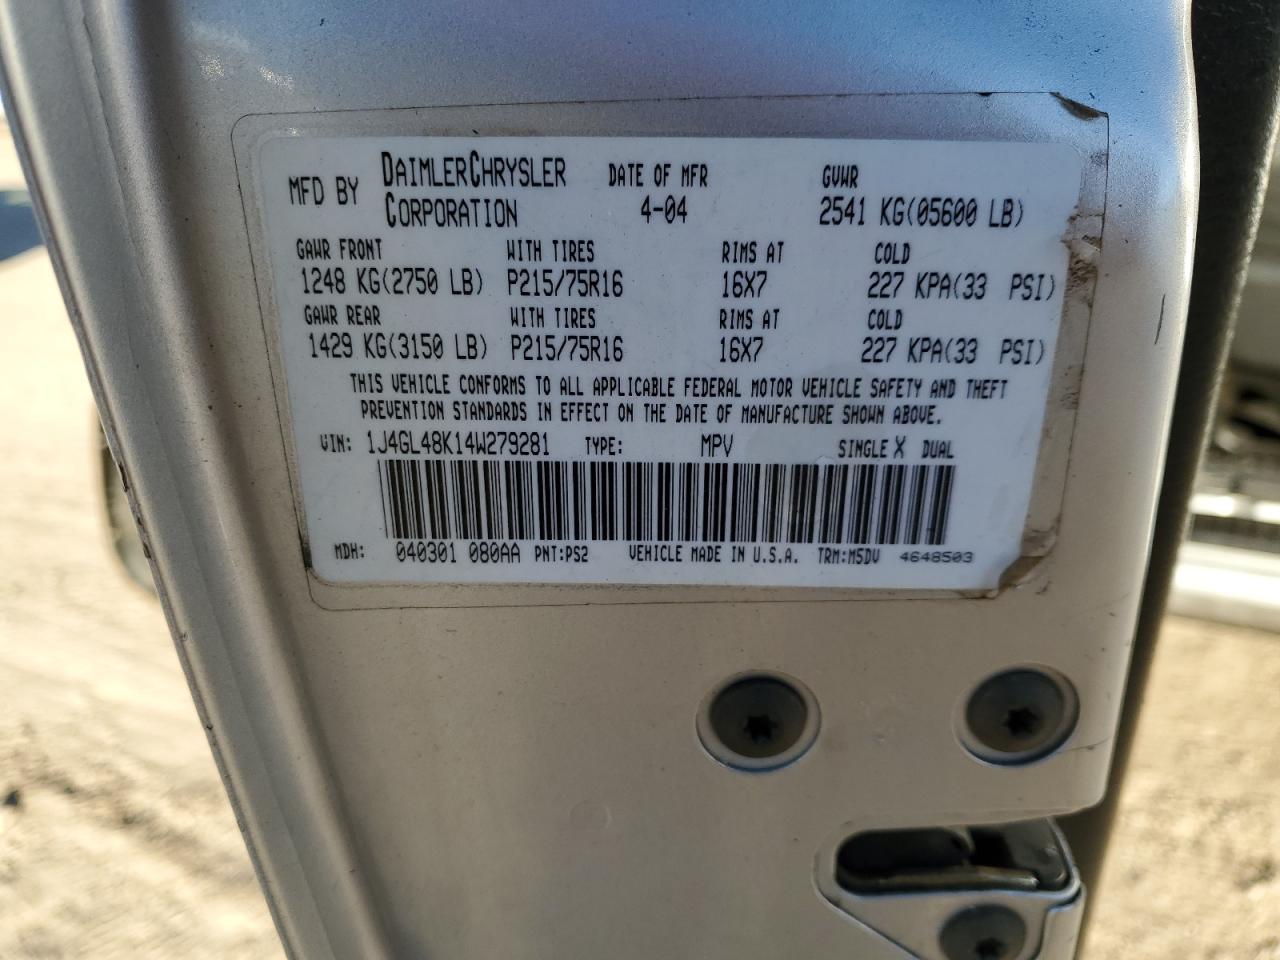 MFD BY DAIMLERCHRYSLER CORPORATION DATE OF MFR 4-04 GVWR 2541 KG(05600 LB)
GAWR FRONT WITH TIRES RIMS AT COLD
1248 KG(2750 LB) P215/75R16 16X7 227 KPA(33 PSI)
GAWR REAR WITH TIRES RIMS AT COLD
1429 KG(3150 LB) P215/75R16 16X7 227 KPA(33 PSI)
THIS VEHICLE CONFORMS TO ALL APPLICABLE FEDERAL MOTOR VEHICLE SAFETY AND THEFT
PREVENTION STANDARDS IN EFFECT ON THE DATE OF MANUFACTURE SHOWN ABOVE.
VIN: 1J4GL48K14W279281 TYPE: MPV SINGLE X DUAL
MDH: 040301 080AA PNT:PS2 VEHICLE MADE IN U.S.A. TRM:M5DV 4648503